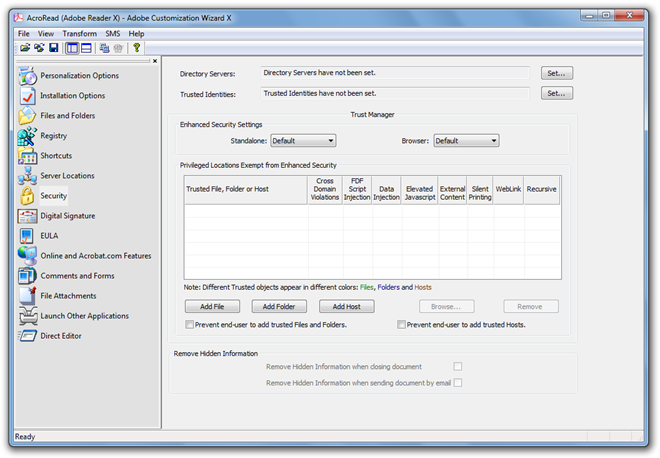 AcroRead (Adobe Reader X) - Adobe Customization Wizard X
File View Transform SMS Help
Personalization Options
Installation Options
Files and Folders
Registry
Shortcuts
Server Locations
Security
Digital Signature
EULA
Online and Acrobat.com Features
Comments and Forms
File Attachments
Launch Other Applications
Direct Editor
Directory Servers: Directory Servers have not been set. Set...
Trusted Identities: Trusted Identities have not been set. Set...
Trust Manager
Enhanced Security Settings
Standalone: Default Browser: Default
Privileged Locations Exempt from Enhanced Security
Trusted File, Folder or Host Cross Domain Violations FDF Script Injection Data Injection Elevated Javascript External Content Silent Printing WebLink Recursive
Note: Different Trusted objects appear in different colors: Files, Folders and Hosts
Add File Add Folder Add Host Browse... Remove
Prevent end-user to add trusted Files and Folders. Prevent end-user to add trusted Hosts.
Remove Hidden Information
Remove Hidden Information when closing document
Remove Hidden Information when sending document by email
Ready